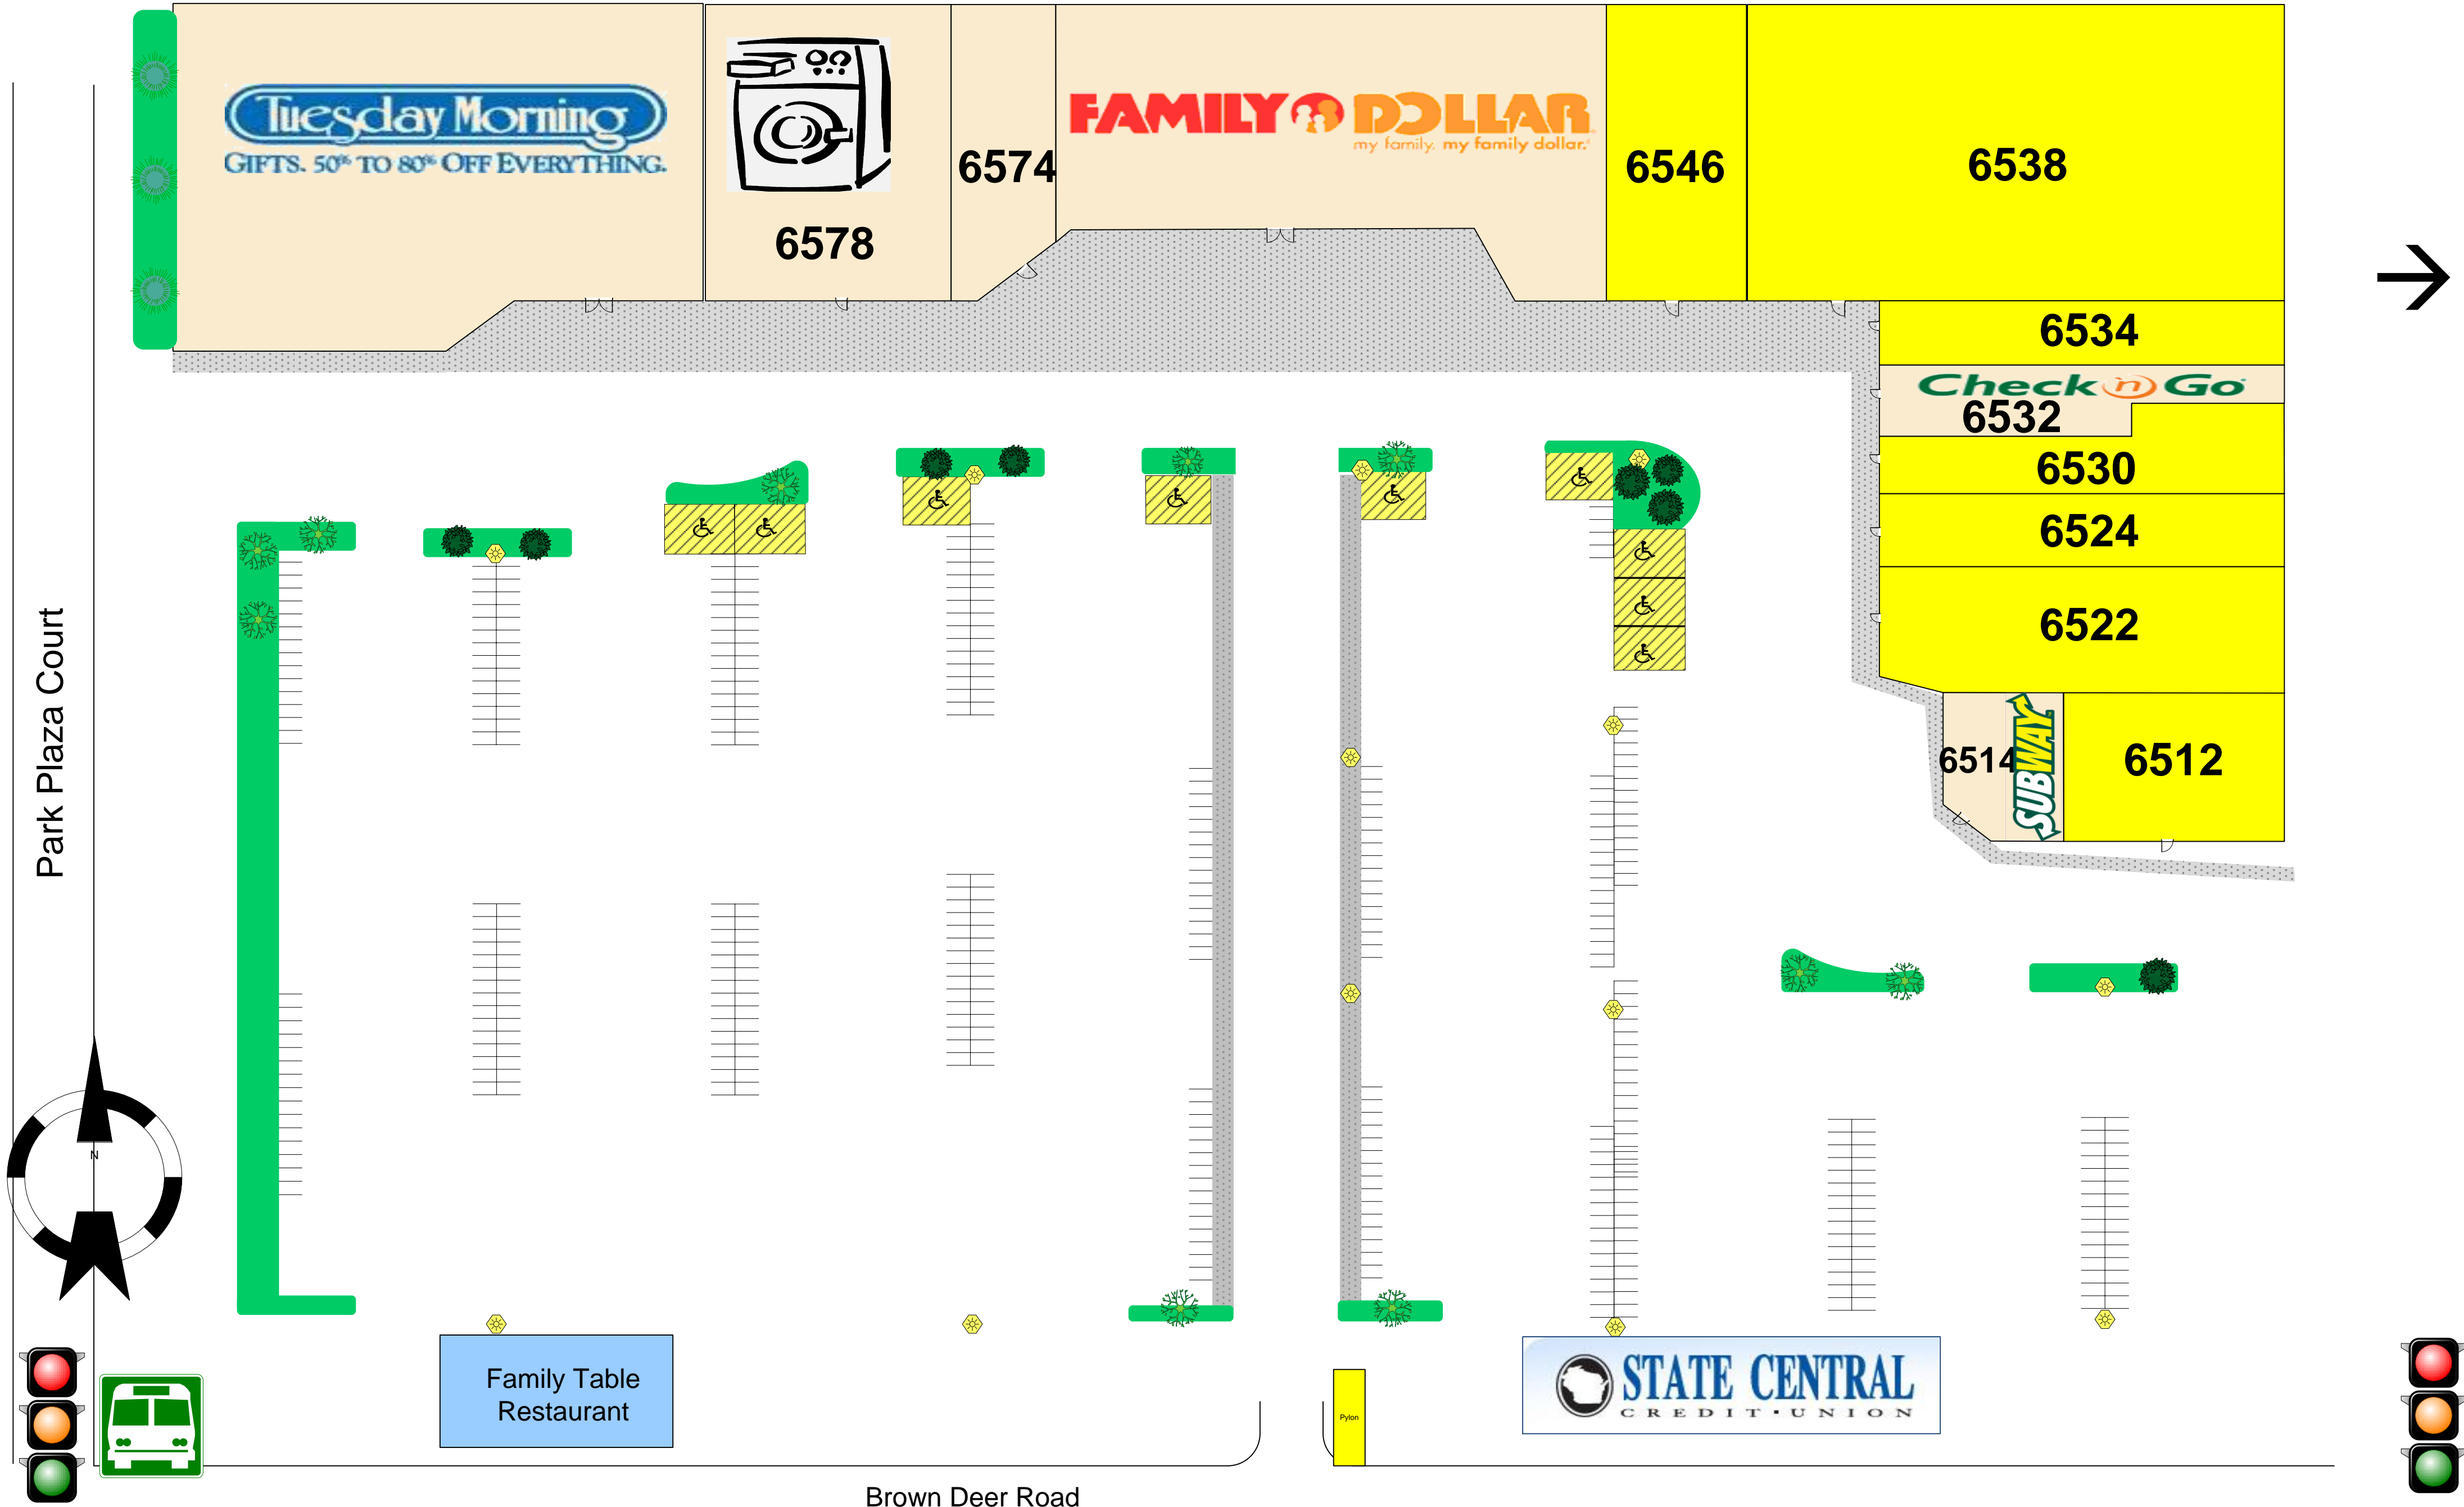 Tuesday Morning
GIFTS. 50% TO 80% OFF EVERYTHING.
6578
6574
FAMILY DOLLAR
my family. my family dollar.
6546
6538
6534
Check 'n Go
6532
6530
6524
6522
6514
SUBWAY
6512
Park Plaza Court
N
Family Table
Restaurant
Pylon
STATE CENTRAL
CREDIT UNION
Brown Deer Road